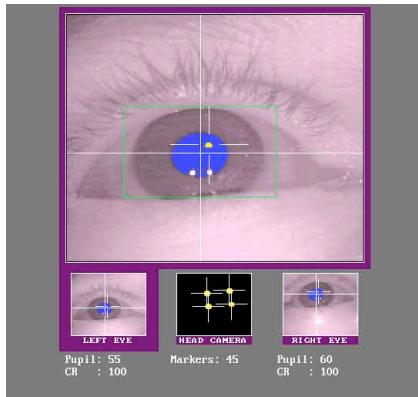 LEFT EYE HEAD CAMERA RIGHT EYE
Pupil: 55 Markers: 45 Pupil: 60
CR : 100 CR : 100